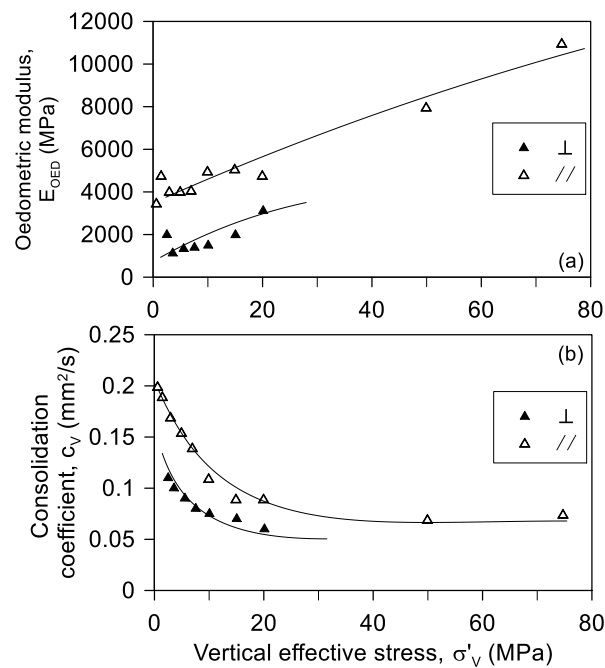 Oedometric modulus,
E_OED (MPa)
12000
10000
8000
6000
4000
2000
0
⊥
//
(a)
0 20 40 60 80
Consolidation
coefficient, c_V (mm²/s)
0.25
0.2
0.15
0.1
0.05
0
(b)
⊥
//
0 20 40 60 80
Vertical effective stress, σ'_V (MPa)